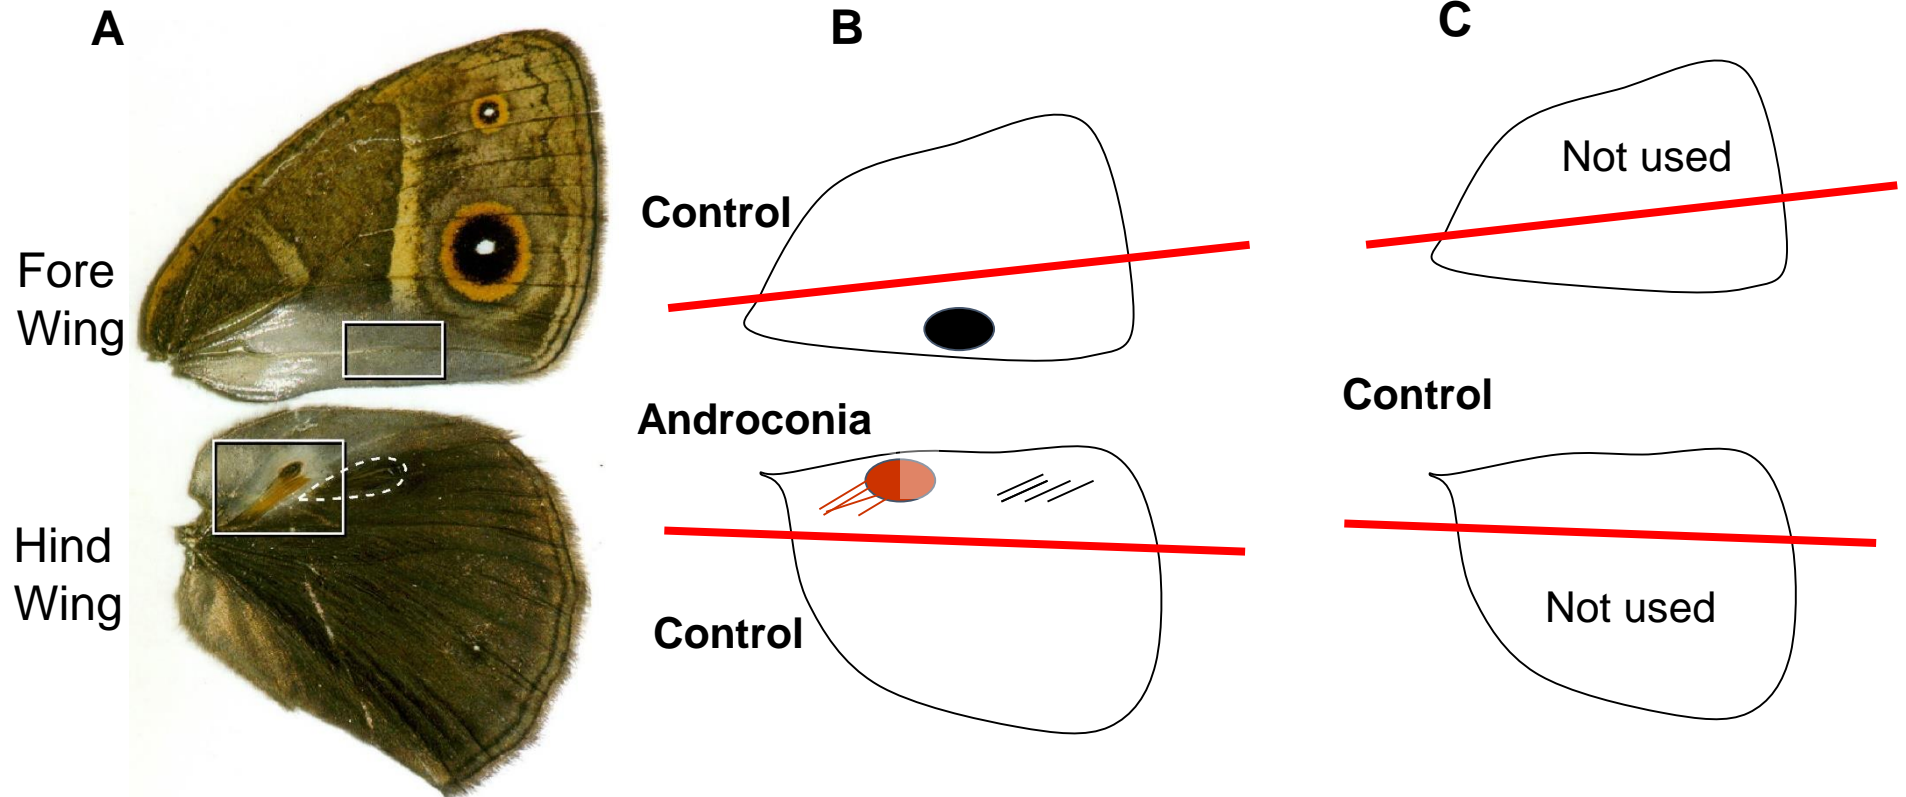 A
B
C
Fore
Wing
Hind
Wing
Control
Androconia
Control
Not used
Control
Not used